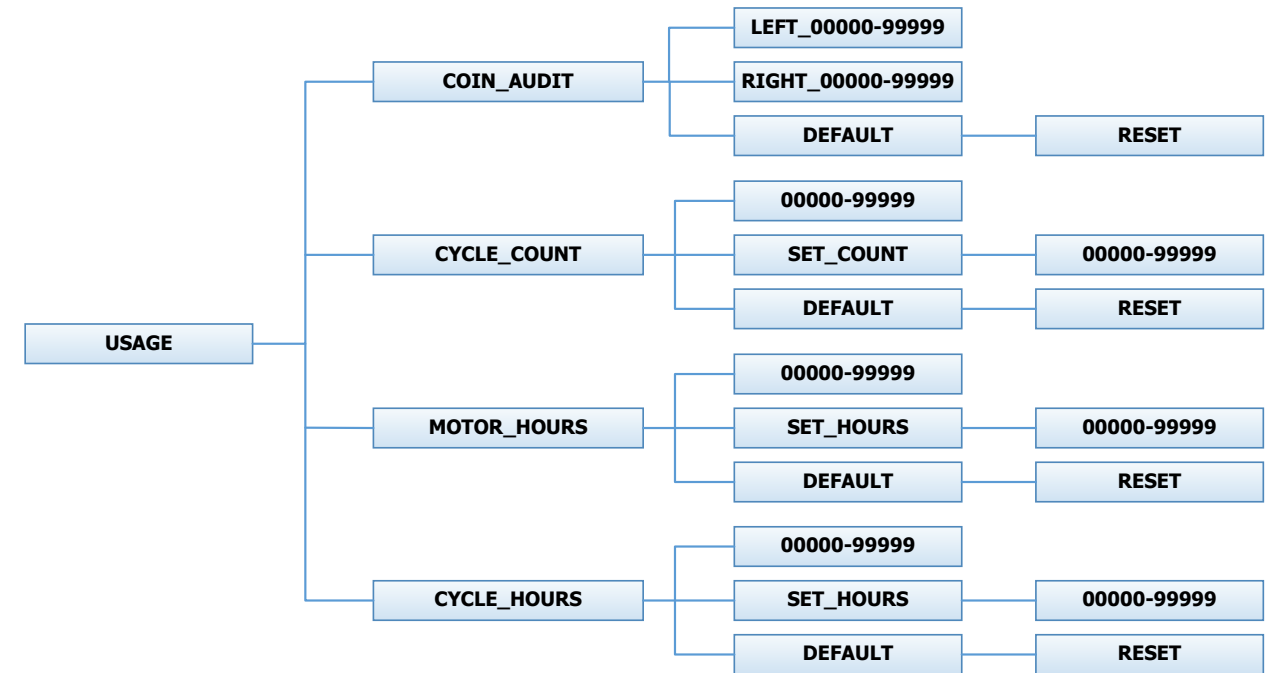 USAGE
COIN_AUDIT
LEFT_00000-99999
RIGHT_00000-99999
DEFAULT
RESET
CYCLE_COUNT
00000-99999
SET_COUNT
00000-99999
DEFAULT
RESET
MOTOR_HOURS
00000-99999
SET_HOURS
00000-99999
DEFAULT
RESET
CYCLE_HOURS
00000-99999
SET_HOURS
00000-99999
DEFAULT
RESET